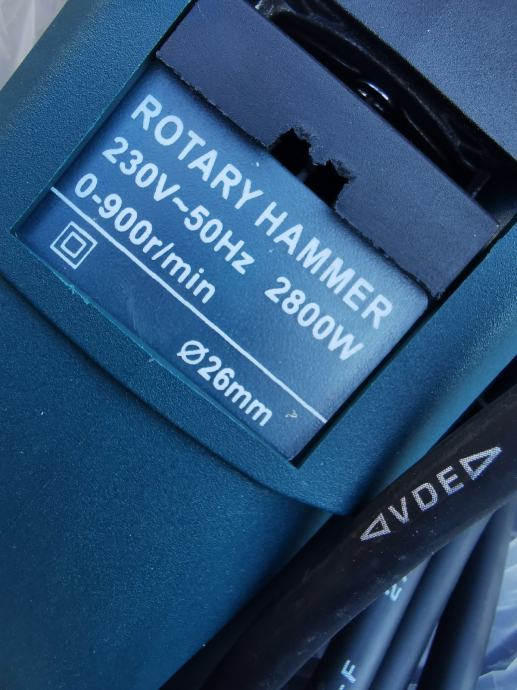 ROTARY HAMMER
230V~50Hz 2800W
0-900r/min
Ø26mm
VDE